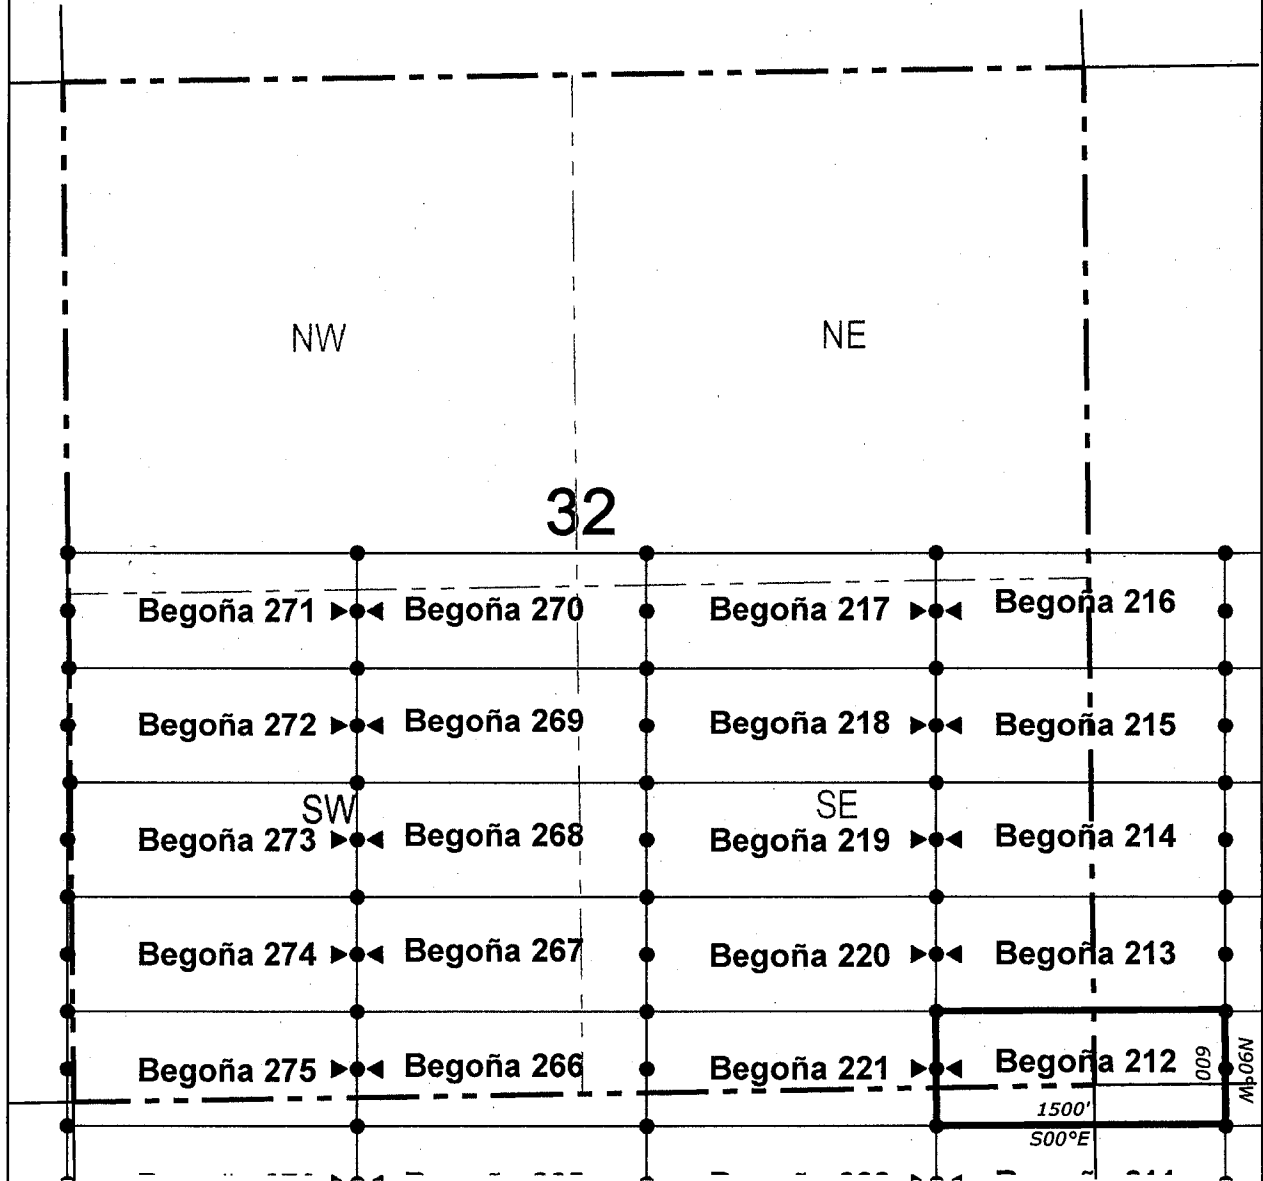 NW NE
32
Begoña 271 Begoña 270 Begoña 217 Begoña 216
Begoña 272 Begoña 269 Begoña 218 Begoña 215
SW SE
Begoña 273 Begoña 268 Begoña 219 Begoña 214
Begoña 274 Begoña 267 Begoña 220 Begoña 213
Begoña 275 Begoña 266 Begoña 221 Begoña 212
600
N90°W
1500'
S00°E